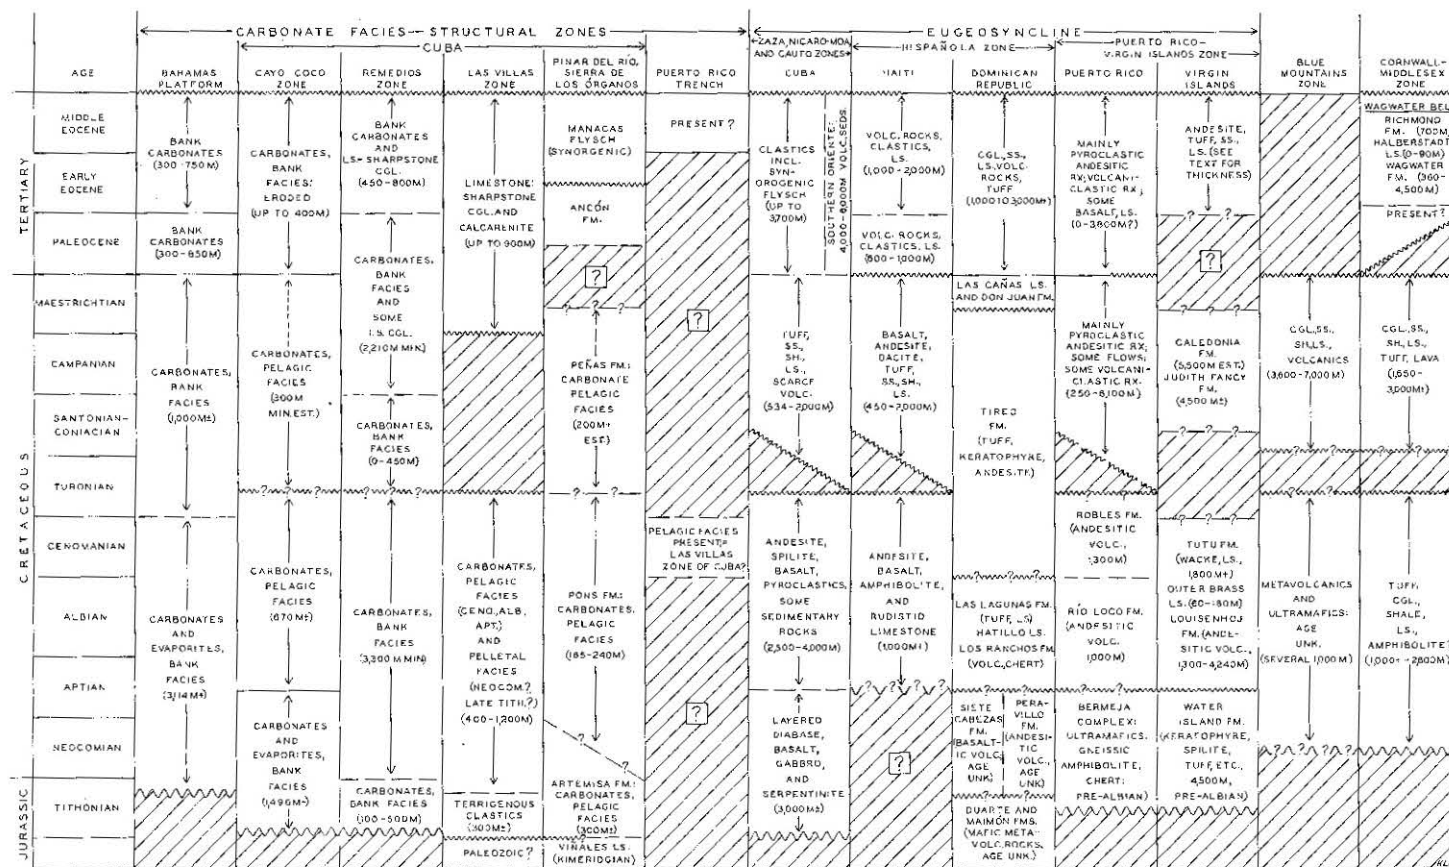 CARBONATE FACIES—STRUCTURAL ZONES
EUGEOSYNCLINE
CUBA
ZAZA, NICARO-MOA
AND CAUTO ZONES
HISPAÑOLA ZONE
PUERTO RICO-
VIRGIN ISLANDS ZONE
AGE
BAHAMAS
PLATFORM
CAYO COCO
ZONE
REMEDIOS
ZONE
LAS VILLAS
ZONE
PINAR DEL RÍO,
SIERRA DE
LOS ÓRGANOS
PUERTO RICO
TRENCH
CUBA
HAITI
DOMINICAN
REPUBLIC
PUERTO RICO
VIRGIN
ISLANDS
BLUE
MOUNTAINS
ZONE
CORNWALL-
MIDDLESEX
ZONE
TERTIARY
CRETACEOUS
JURASSIC
MIDDLE
EOCENE
EARLY
EOCENE
PALEOCENE
MAESTRICHTIAN
CAMPANIAN
SANTONIAN-
CONIACIAN
TURONIAN
CENOMANIAN
ALBIAN
APTIAN
NEOCOMIAN
TITHONIAN
BANK
CARBONATES
(300-750M)
BANK
CARBONATES
(300-850M)
CARBONATES,
BANK
FACIES
(1,000M±)
CARBONATES
AND
EVAPORITES,
BANK
FACIES
(3,114M±)
CARBONATES,
BANK
FACIES:
ERODED
(UP TO 400M)
CARBONATES,
PELAGIC
FACIES
(300M
MIN.EST.)
? ? ?
CARBONATES,
PELAGIC
FACIES
(670M±)
CARBONATES
AND
EVAPORITES,
BANK
FACIES
(1,496M±)
BANK
CARBONATES
AND
LS-SHARPSTONE
CGL.
(450-800M)
CARBONATES,
BANK
FACIES
AND
SOME
LS. CGL.
(2,210M MIN.)
CARBONATES,
BANK
FACIES
(0-450M)
? ? ?
CARBONATES,
BANK
FACIES
(3,300 M MIN)
CARBONATES,
BANK FACIES
(100-500M)
LIMESTONE:
SHARPSTONE
CGL. AND
CALCARENITE
(UP TO 900M)
CARBONATES,
PELAGIC
FACIES
(CENO., ALB.,
APT.)
AND
PELLETAL
FACIES
(NEOCOM.?
LATE TITH.?)
(400-1,200M)
TERRIGENOUS
CLASTICS
(300M±)
PALEOZOIC?
MANACAS
FLYSCH
(SYNOROGENIC)
ANCÓN
FM.
?
? ? ?
PEÑAS FM.:
CARBONATE
PELAGIC
FACIES
(200M±
EST.)
PONS FM.:
CARBONATES,
PELAGIC
FACIES
(165-240M)
?
?
ARTEMISA FM.:
CARBONATES,
PELAGIC
FACIES
(300M±)
VIÑALES LS.
(KIMERIDGIAN)
PRESENT?
?
PELAGIC FACIES
PRESENT,=
LAS VILLAS
ZONE OF CUBA?
?
CLASTICS
INCL.
SYN-
OROGENIC
FLYSCH
(UP TO
3,700M)
SOUTHERN ORIENTE:
TUFF,
SS.,
SH.,
LS.,
SCARCE
VOLC.
(534-2,000M)
ANDESITE,
SPILITE,
BASALT,
PYROCLASTICS,
SOME
SEDIMENTARY
ROCKS
(2,500-4,000M)
LAYERED
DIABASE,
BASALT,
GABBRO,
AND
SERPENTINITE
(3,000M±)
VOLC. ROCKS,
CLASTICS,
LS.
(1,000-2,000M)
VOLC. ROCKS,
CLASTICS, LS.
(800-1,000M)
BASALT,
ANDESITE,
DACITE,
TUFF,
SS., SH.,
LS.
(450-2,000M)
ANDESITE,
BASALT,
AMPHIBOLITE,
AND
RUDISTID
LIMESTONE
(1,000M±)
? ? ?
?
CGL., SS.,
LS. VOLC.
ROCKS,
TUFF
(1,000 TO 3,000M±)
LAS CAÑAS LS.
AND DON JUAN FM.
TIREO
FM.
(TUFF,
KERATOPHYRE,
ANDESITE)
LAS LAGUNAS FM.
(TUFF, LS)
HATILLO LS.
LOS RANCHOS FM.
(VOLC., CHERT)
SIETE
CABEZAS
FM.
(BASALT-
IC VOLC.
AGE
UNK.)
PERA-
VILLO
FM.
(ANDESI-
TIC
VOLC.,
AGE
UNK.)
DUARTE AND
MAIMÓN FMS.
(MAFIC META-
VOLC. ROCKS,
AGE UNK.)
MAINLY
PYROCLASTIC
ANDESITIC
RX; VOLCANI-
CLASTIC RX;
SOME
BASALT, LS.
(0-3,800M?)
MAINLY
PYROCLASTIC
ANDESITIC RX;
SOME FLOWS;
SOME VOLCANI-
CLASTIC RX.
(250-6,100M)
ROBLES FM.
(ANDESITIC
VOLC.,
1,300M)
RÍO LOCO FM.
(ANDESITIC
VOLC.
1,000M)
BERMEJA
COMPLEX:
ULTRAMAFICS,
GNEISSIC
AMPHIBOLITE,
CHERT:
PRE-ALBIAN)
ANDESITE,
TUFF, SS.,
LS. (SEE
TEXT FOR
THICKNESS)
? ? ?
?
? ? ?
CALEDONIA
FM.
(5,500M EST.)
JUDITH FANCY
FM.
(4,500M±)
? ? ?
TUTU FM.
(WACKE, LS.,
1,800M+)
OUTER BRASS
LS. (60-180M)
LOUISENHOJ
FM. (ANDE-
SITIC VOLC.,
1,300-4,240M)
WATER
ISLAND FM.
(KERATOPHYRE,
SPILITE,
TUFF, ETC.,
4,500M,
PRE-ALBIAN)
CGL., SS.,
SH., LS.,
VOLCANICS
(3,600-7,000 M)
METAVOLCANICS
AND
ULTRAMAFICS:
AGE
UNK.
(SEVERAL 1,000M)
WAGWATER BELT
RICHMOND
FM. (700M)
HALBERSTADT
LS. (0-90M)
WAGWATER
FM. (360-
4,500M)
PRESENT?
CGL., SS.,
SH., LS.,
TUFF, LAVA
(1,650-
3,000M±)
TUFF,
CGL.,
SHALE,
LS.,
AMPHIBOLITE